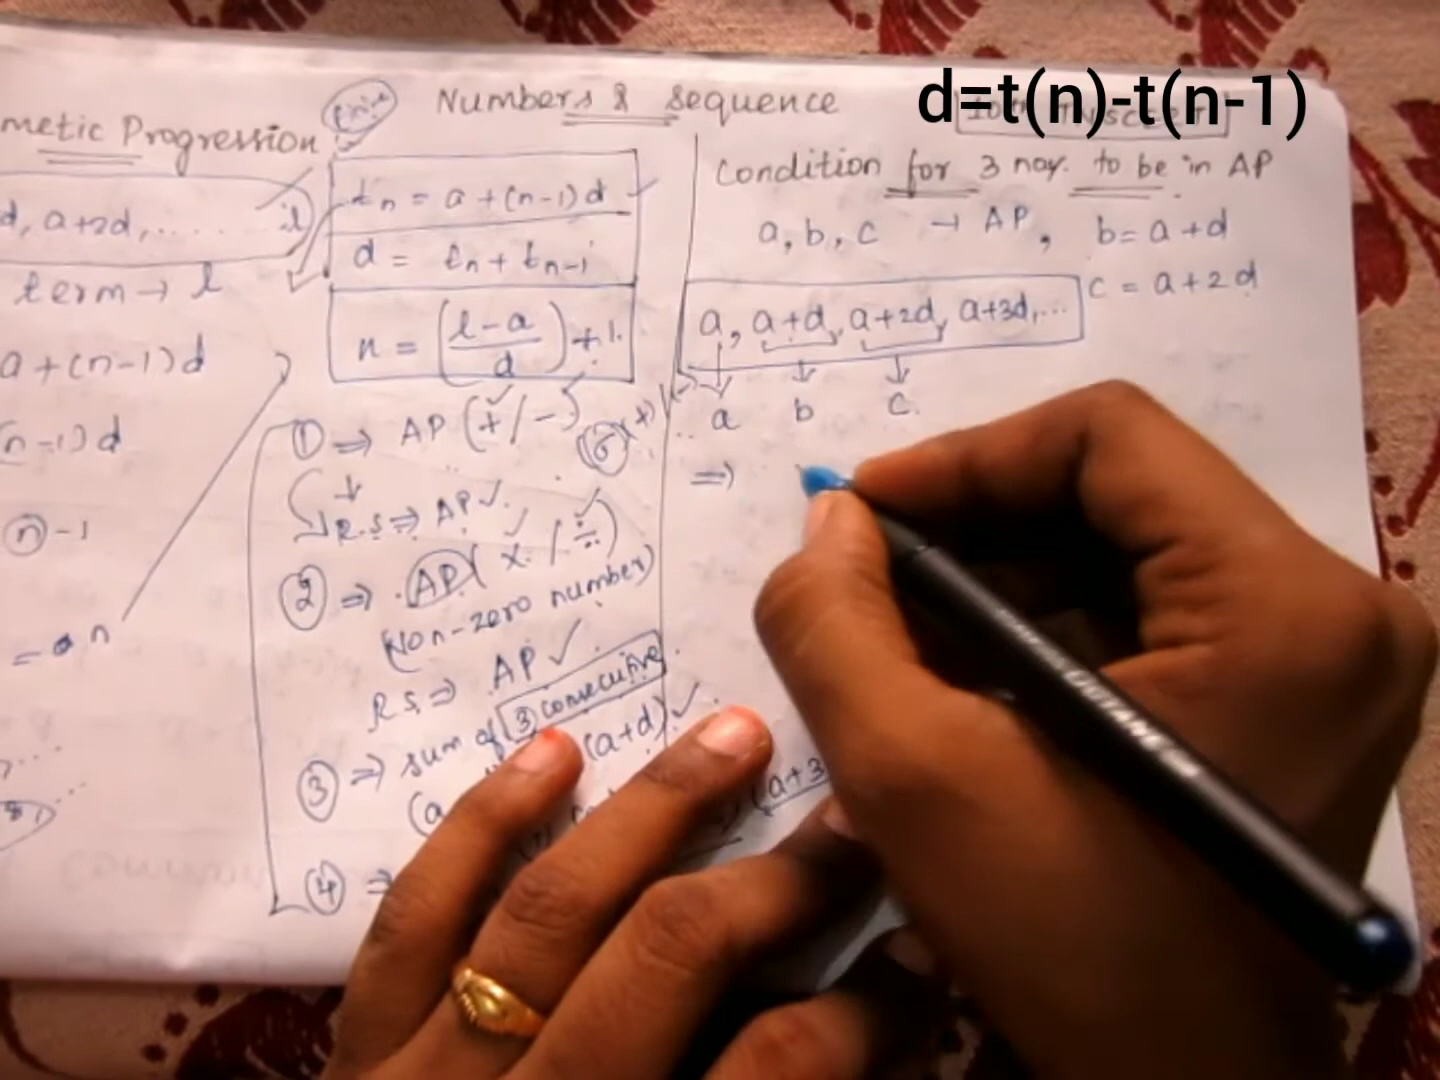 d=t(n)-t(n-1)
Numbers & sequence
metic Progression
d, a+2d, .....
term → l
a+(n-1)d
(n-1)d
n -1
= n
tn = a+(n-1)d
d = tn + tn-1
n = (l-a/d) + 1.
① ⇒ AP (+/-)
R.S ⇒ AP ✓.
② ⇒ AP (x / ÷)
(Non-zero number)
R.S ⇒ AP ✓
③ ⇒ sum of 3 consecutive
(a (a+d) ✓
(a+3
④ ⇒
Condition for 3 nos. to be in AP
a, b, c → AP, b = a+d
c = a+2d
a, a+d, a+2d, a+3d,...
a b c.
⇒